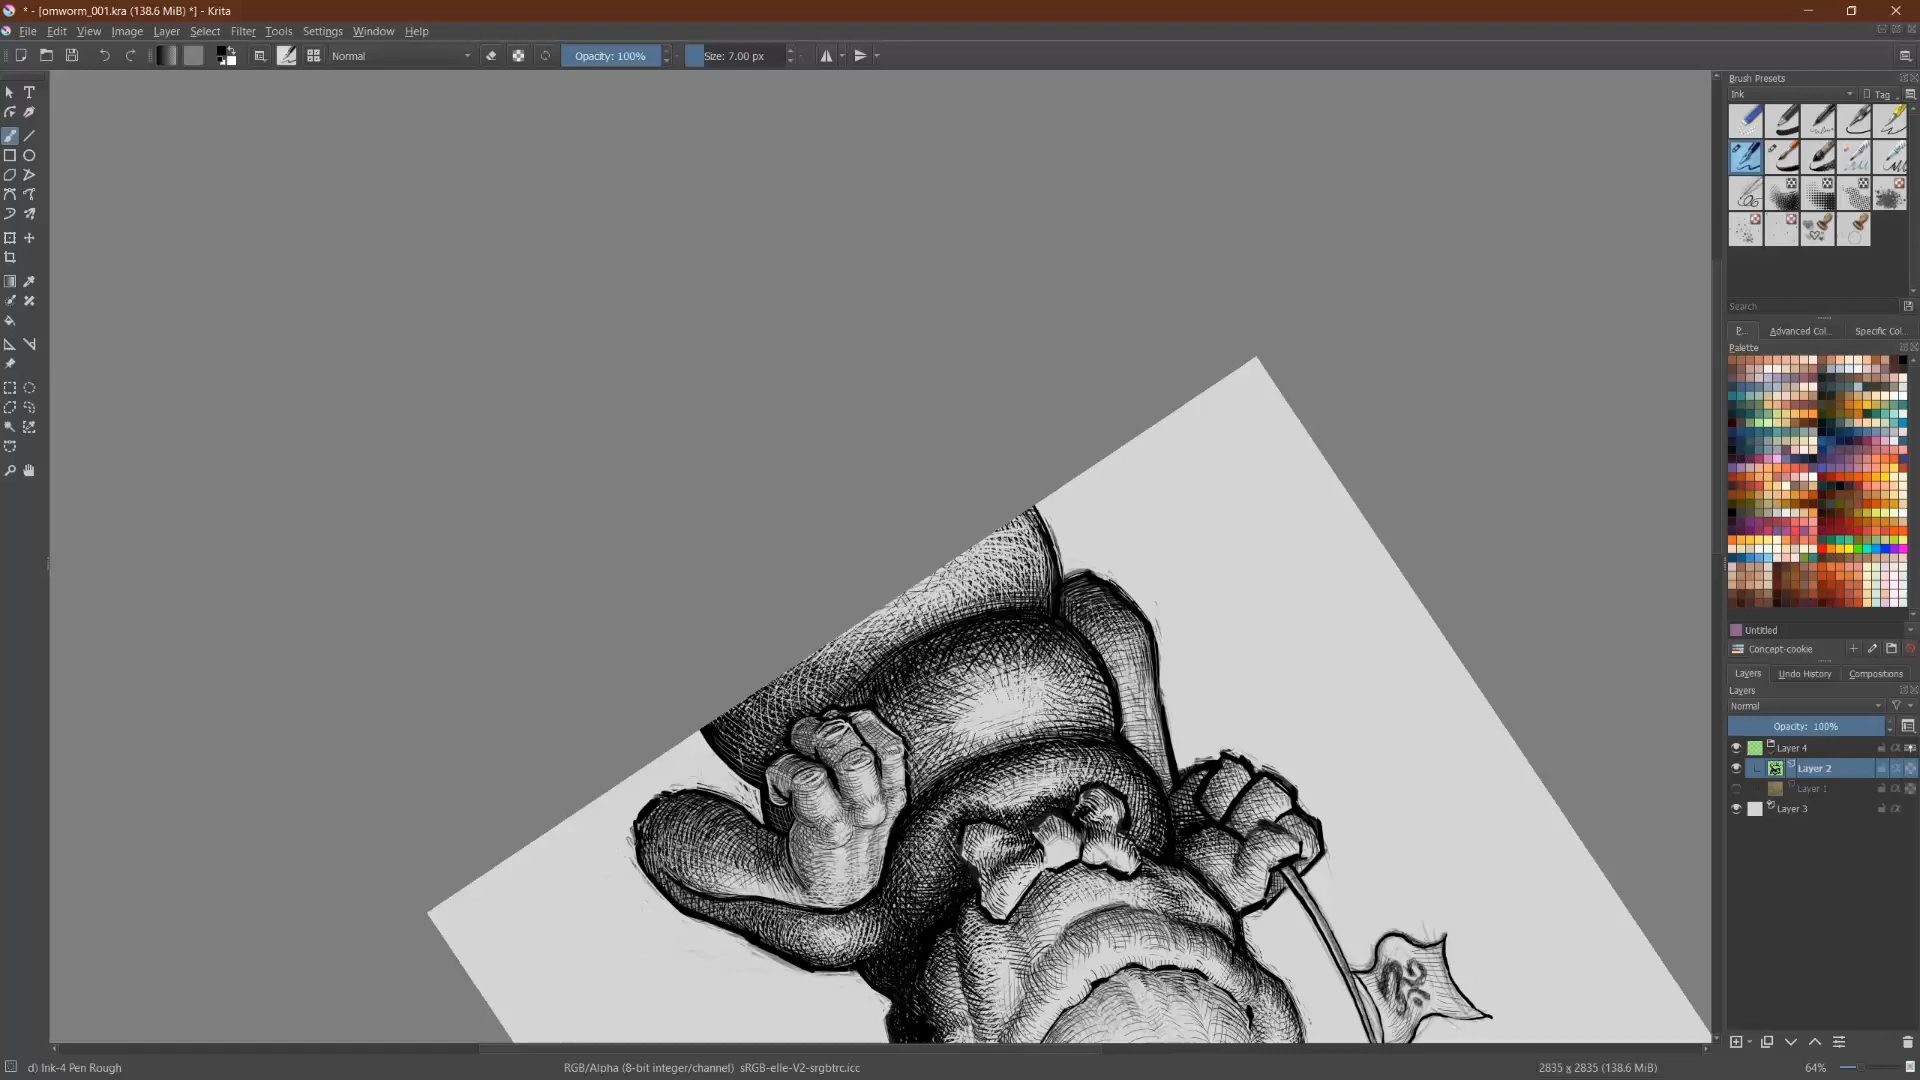 * - [omworm_001.kra (138.6 MiB) *] - Krita
File Edit View Image Layer Select Filter Tools Settings Window Help
Normal Opacity: 100% Size: 7.00 px
Brush Presets
Ink Tag
Search
P... Advanced Col... Specific Col...
Palette
Untitled
Concept-cookie
Layers Undo History Compositions
Layers
Normal
Opacity: 100%
Layer 4
Layer 2
Layer 1
Layer 3
d) Ink-4 Pen Rough RGB/Alpha (8-bit integer/channel) sRGB-elle-V2-srgbtrc.icc 2835 x 2835 (138.6 MiB) 64%